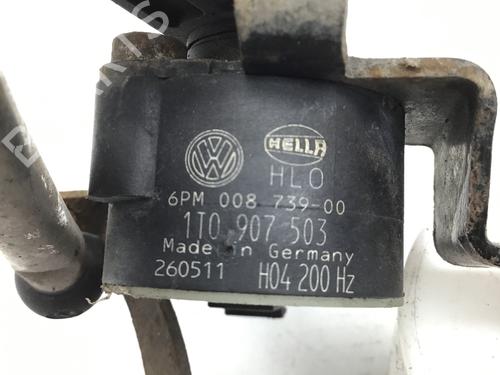 HELLA
HLO
6PM 008 739-00
1T0 907 503
Made in Germany
260511 H04 200 Hz